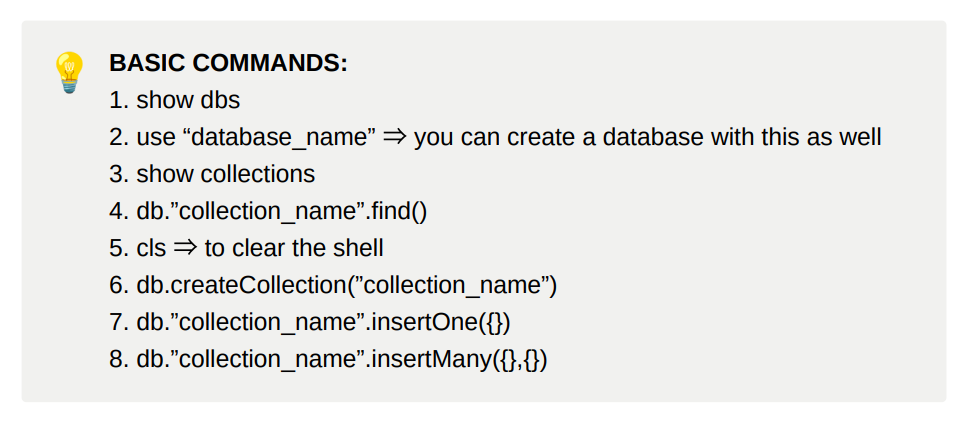 BASIC COMMANDS:
1. show dbs
2. use “database_name” ⇒ you can create a database with this as well
3. show collections
4. db.”collection_name”.find()
5. cls ⇒ to clear the shell
6. db.createCollection(”collection_name”)
7. db.”collection_name”.insertOne({})
8. db.”collection_name”.insertMany({},{})